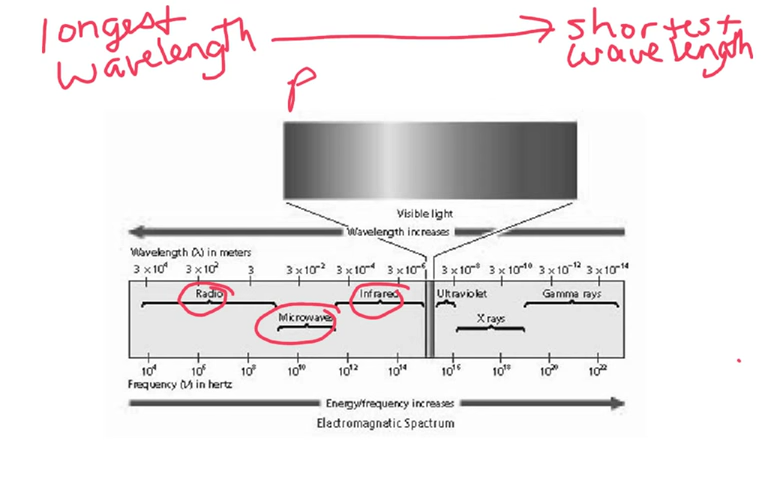 longest
wavelength
shortest
wavelength
p
Visible light
Wavelength increases
Wavelength (λ) in meters
3 × 10⁴ 3 × 10² 3 3 × 10⁻² 3 × 10⁻⁴ 3 × 10⁻⁶ 3 × 10⁻⁸ 3 × 10⁻¹⁰ 3 × 10⁻¹² 3 × 10⁻¹⁴
Radio Infrared Ultraviolet Gamma rays
Microwaves X rays
10⁴ 10⁶ 10⁸ 10¹⁰ 10¹² 10¹⁴ 10¹⁶ 10¹⁸ 10²⁰ 10²²
Frequency (ν) in hertz
Energy/frequency increases
Electromagnetic Spectrum